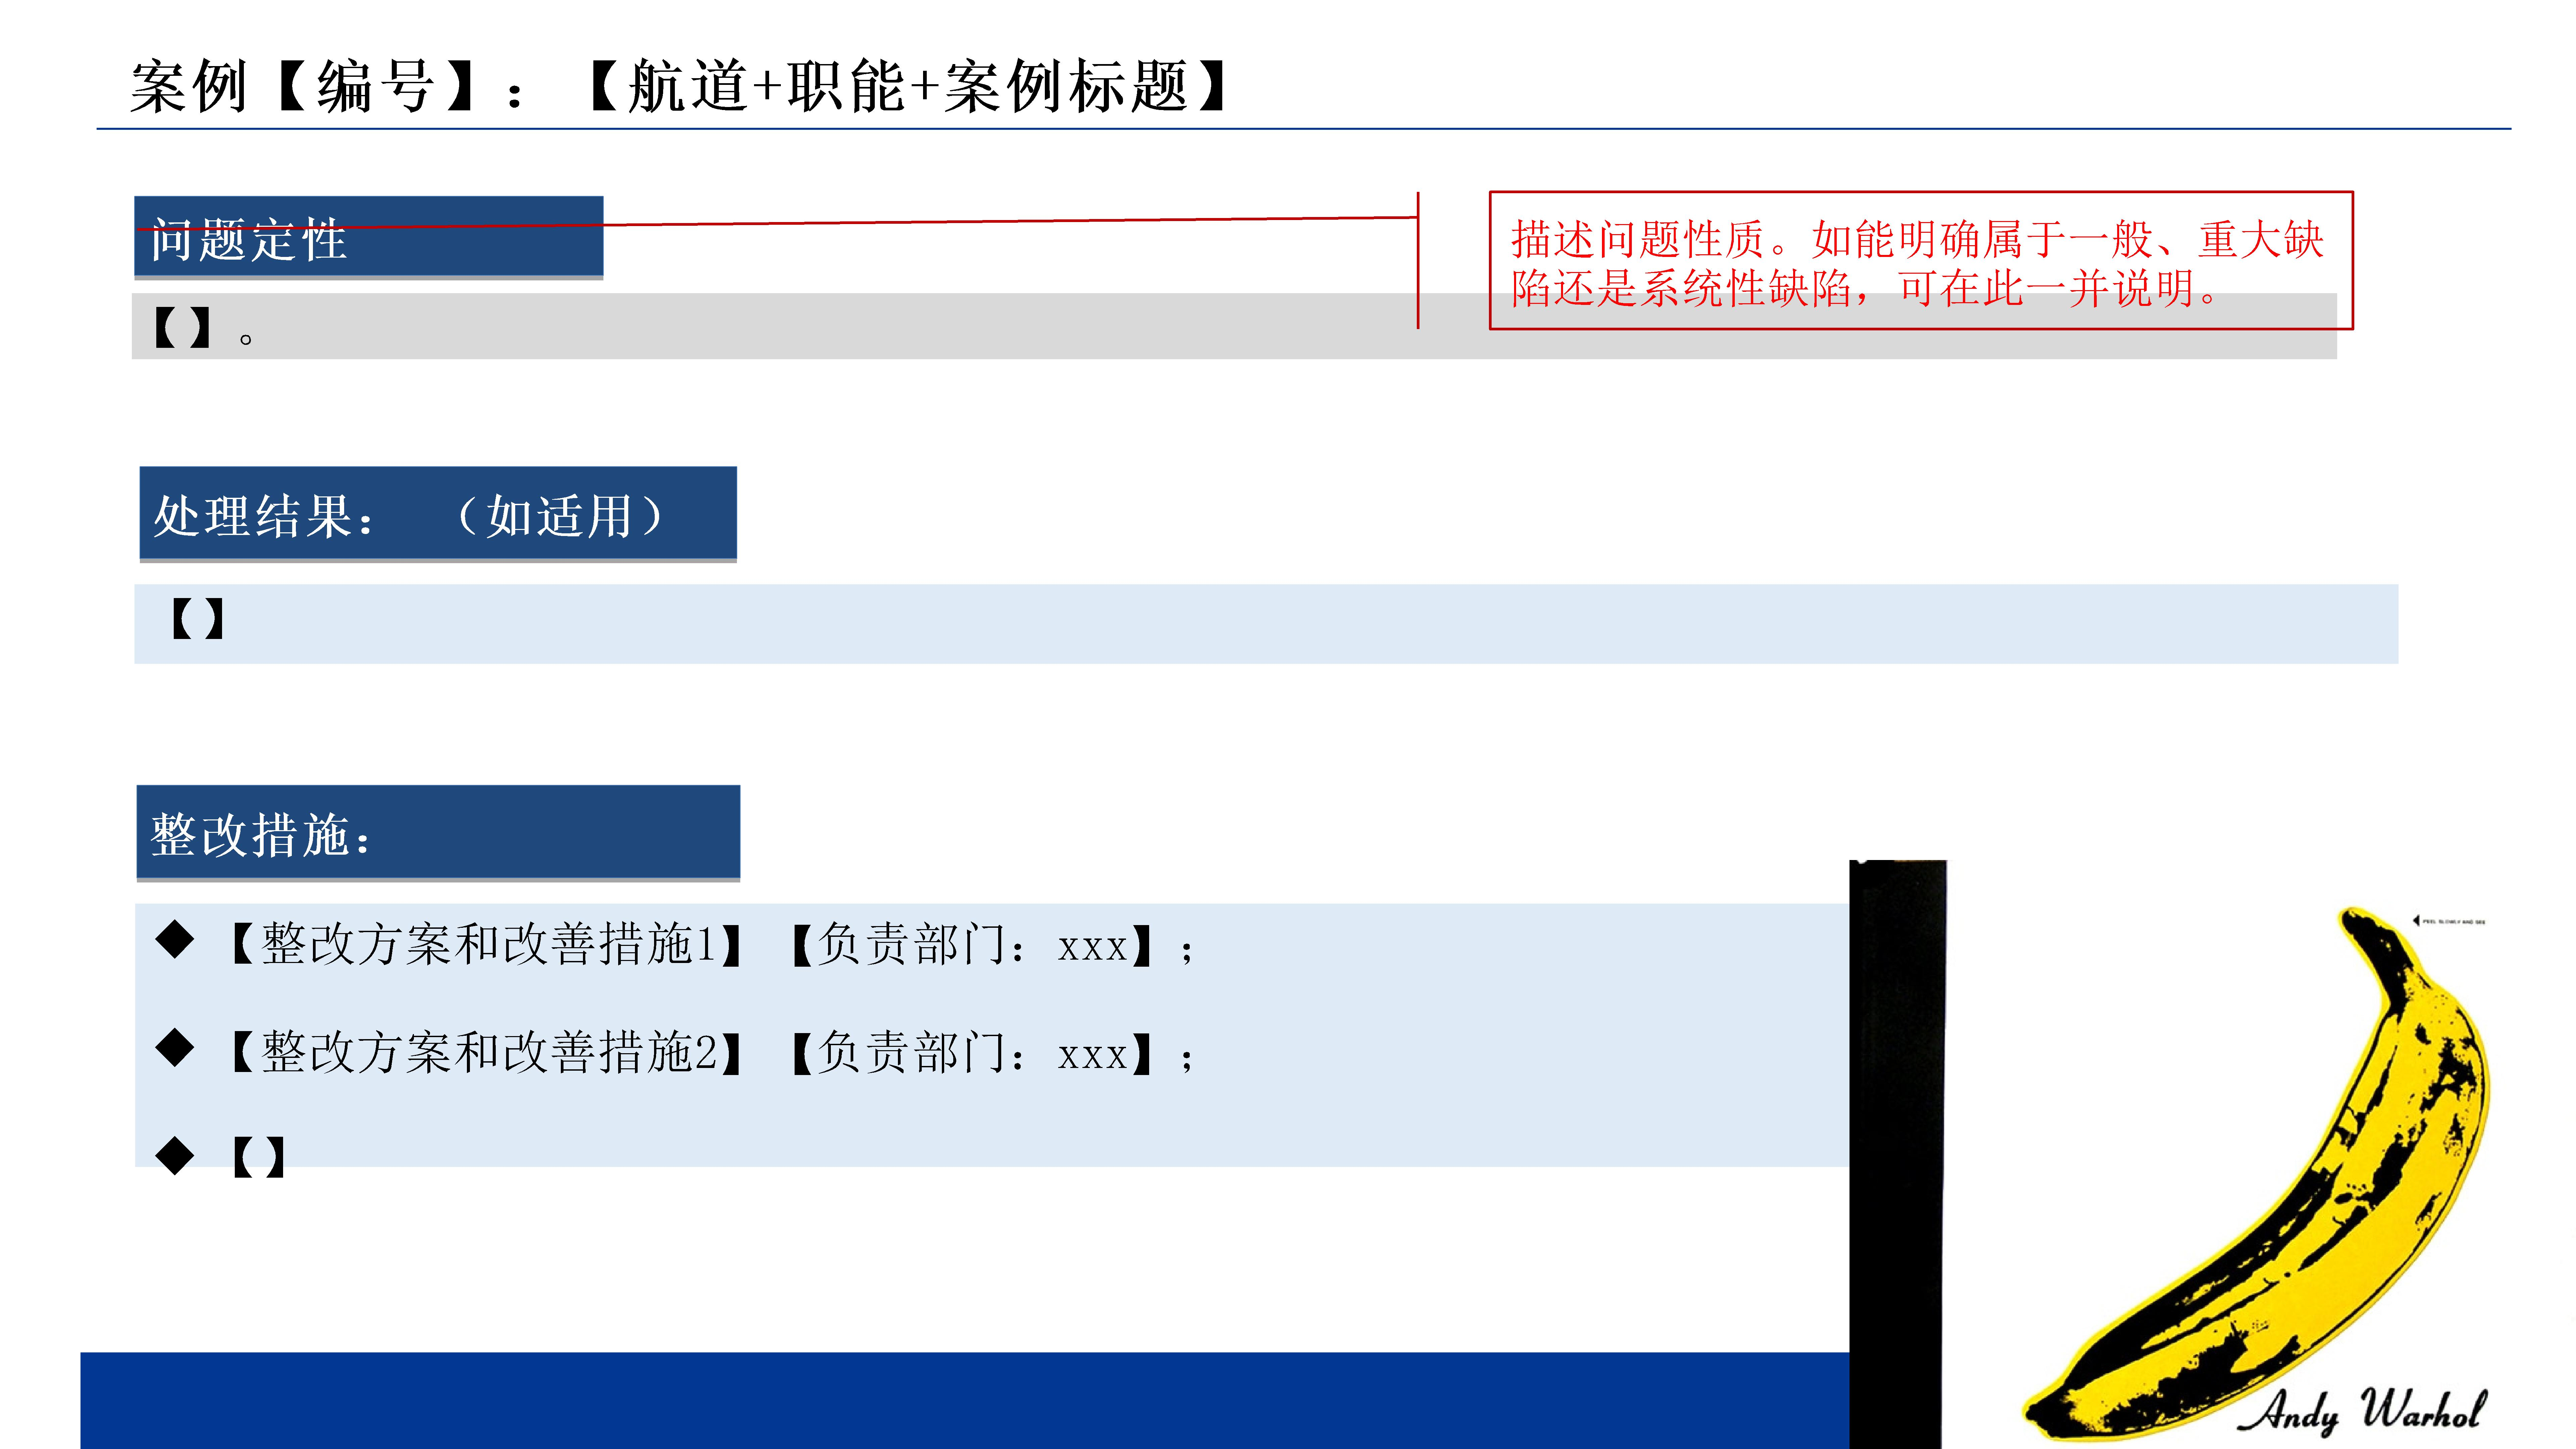 案例【编号】：【航道+职能+案例标题】
问题定性
描述问题性质。如能明确属于一般、重大缺
陷还是系统性缺陷，可在此一并说明。
【】。
处理结果： （如适用）
【】
整改措施：
◆ 【整改方案和改善措施1】【负责部门：xxx】；
◆ 【整改方案和改善措施2】【负责部门：xxx】；
◆ 【】
PEEL SLOWLY AND SEE
Andy Warhol